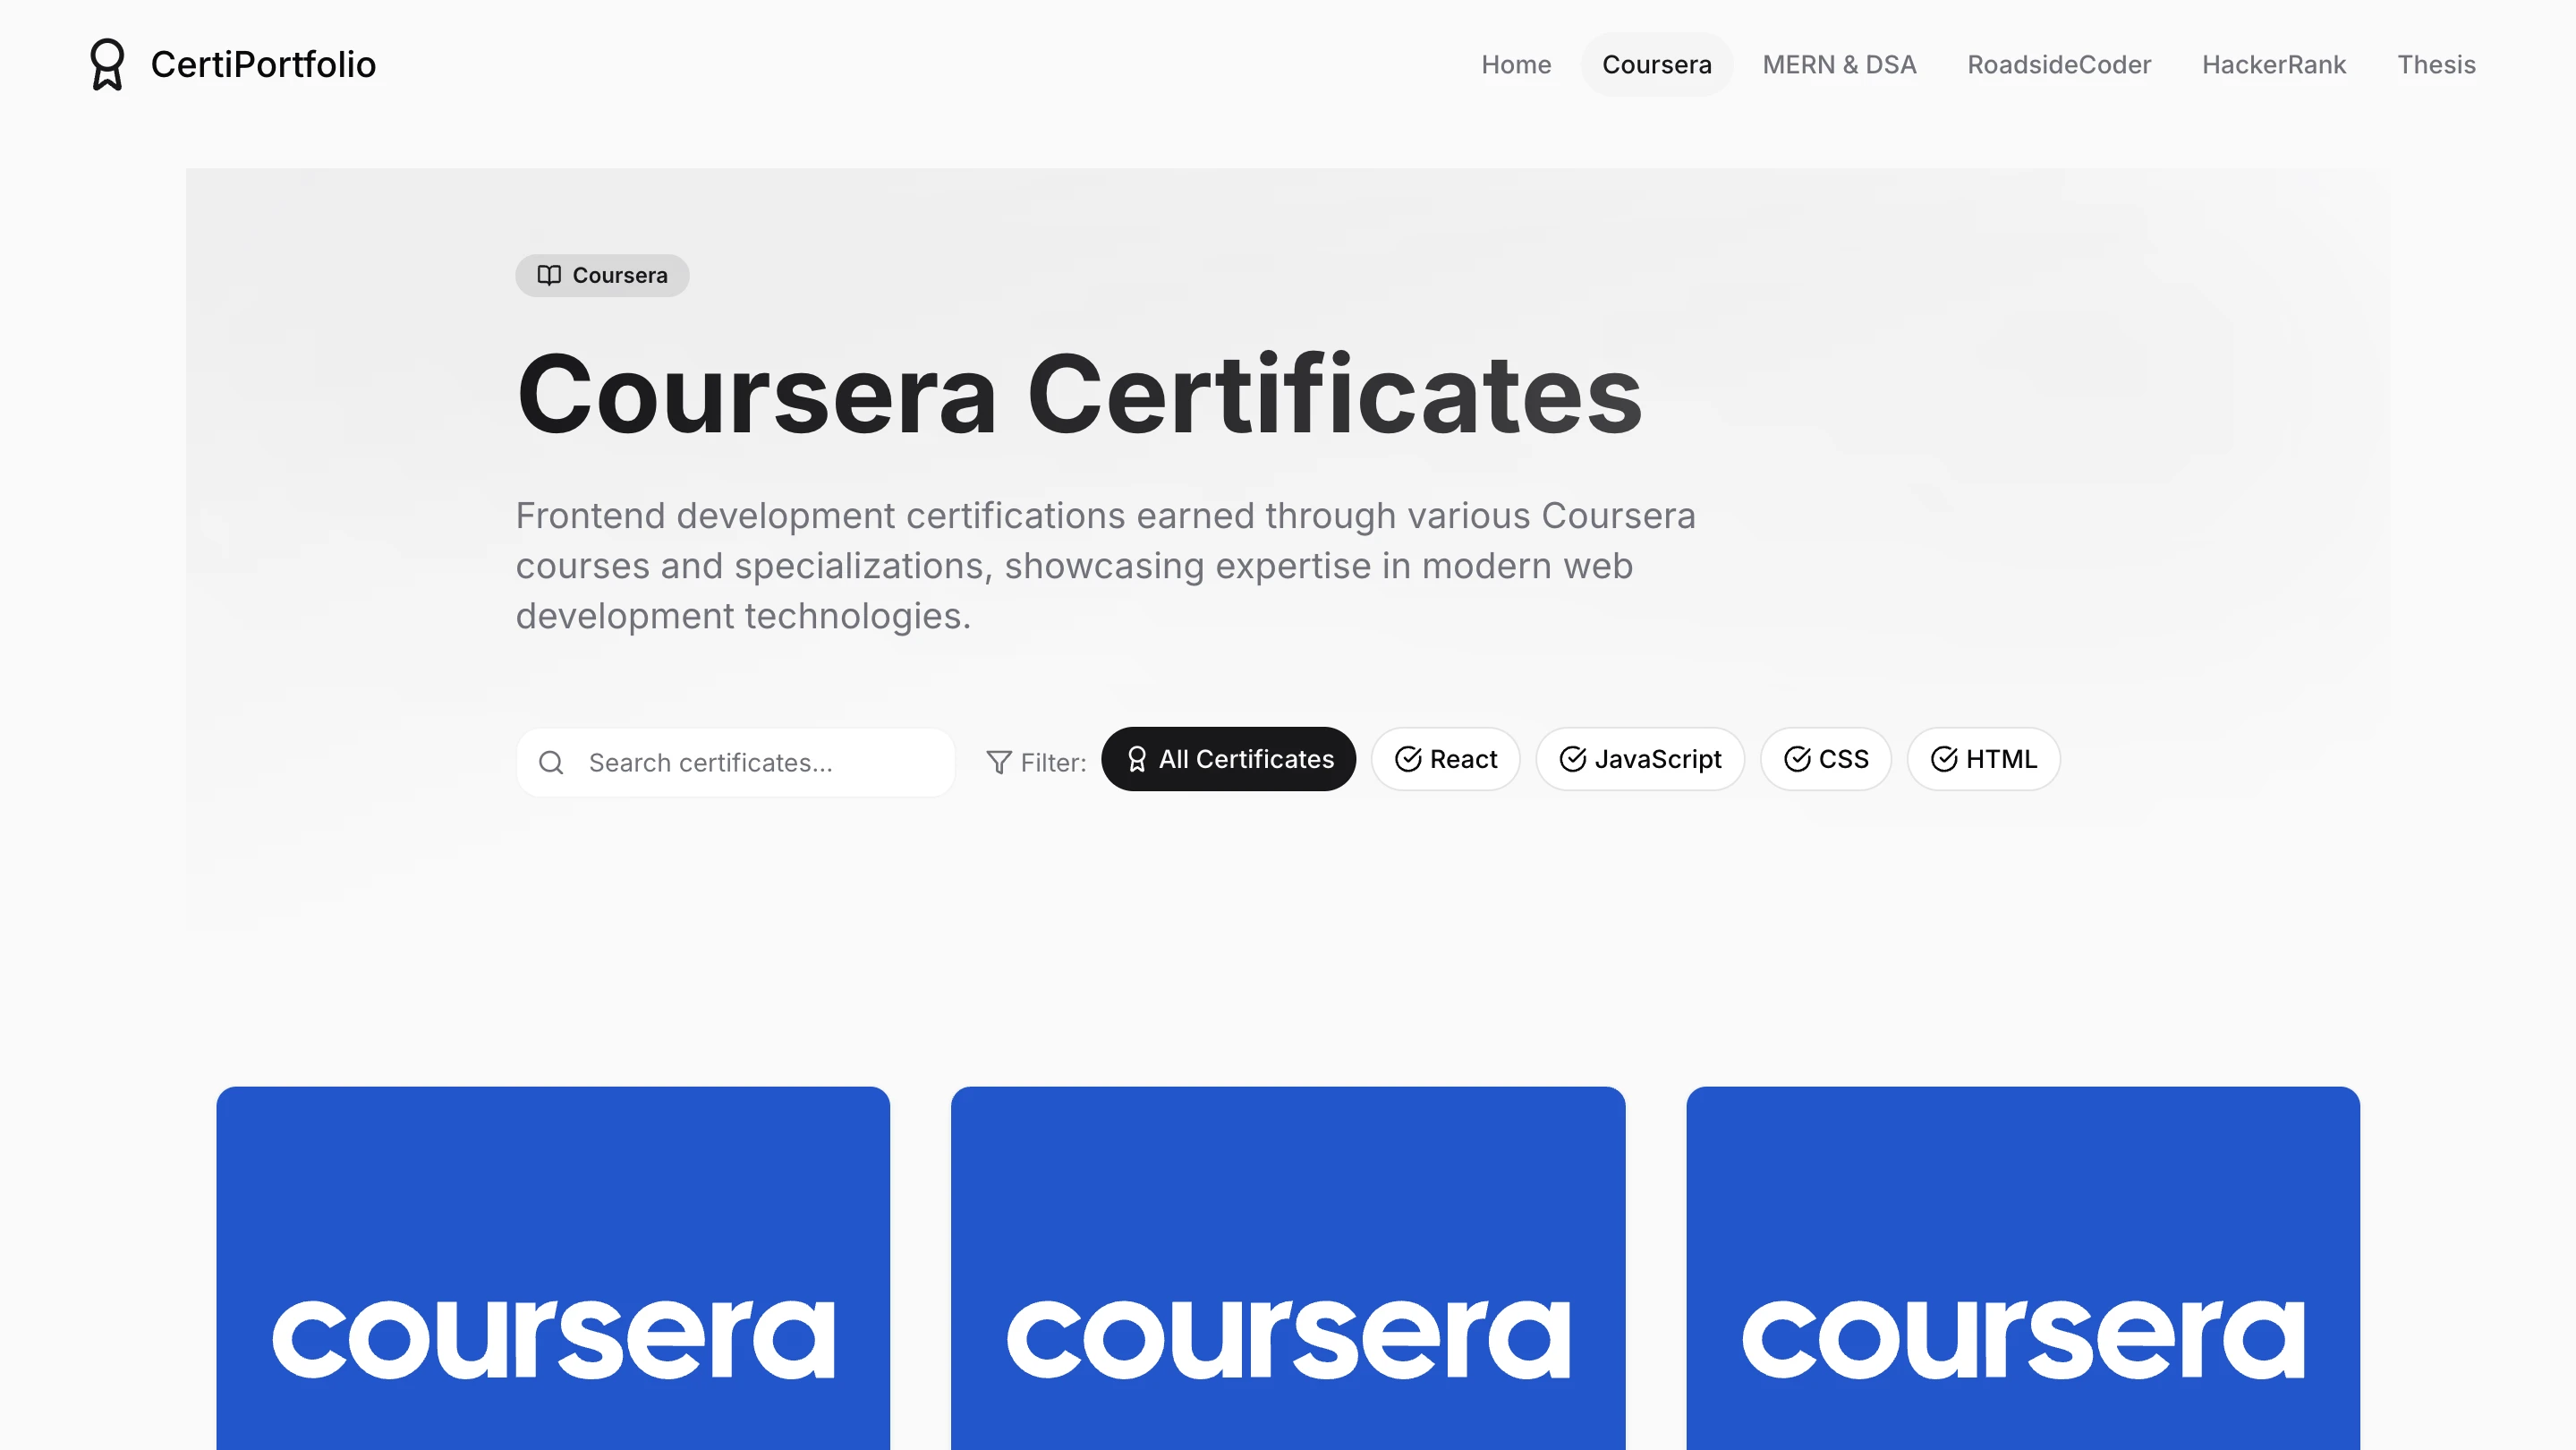 CertiPortfolio
Home Coursera MERN & DSA RoadsideCoder HackerRank Thesis
Coursera
Coursera Certificates
Frontend development certifications earned through various Coursera
courses and specializations, showcasing expertise in modern web
development technologies.
Search certificates... Filter: All Certificates React JavaScript CSS HTML
coursera coursera coursera